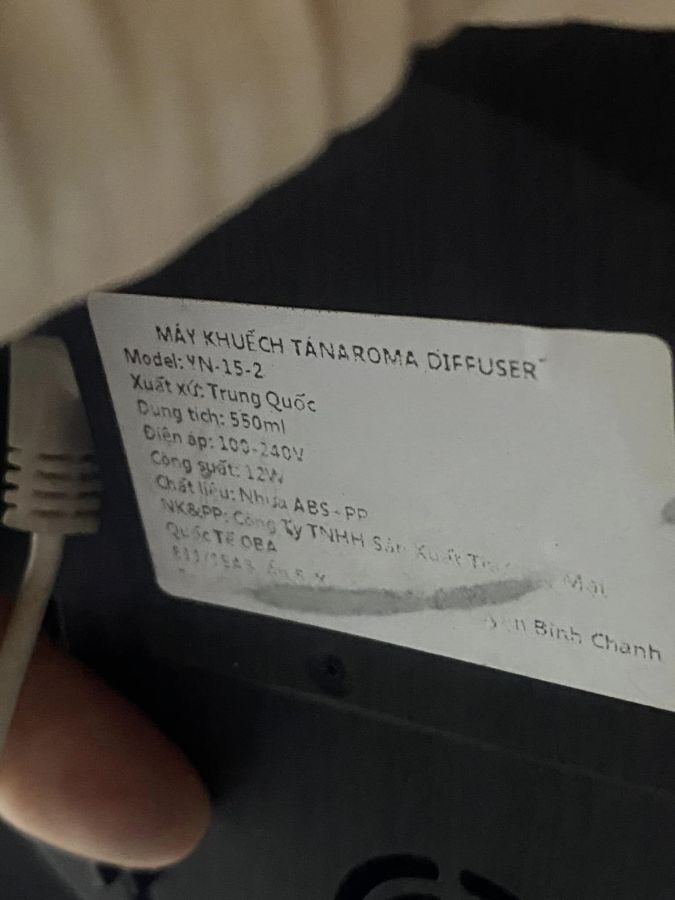 MÁY KHUẾCH TÁNAROMA DIFFUSER
Model: YN-15-2
Xuất xứ: Trung Quốc
Dung tích: 550ml
Điện áp: 100-240V
Công suất: 12W
Chất liệu: Nhựa ABS - PP
NK&PP: Công Ty TNHH Sản Xuất Mại
Quốc Tế OBA
Bình Chanh